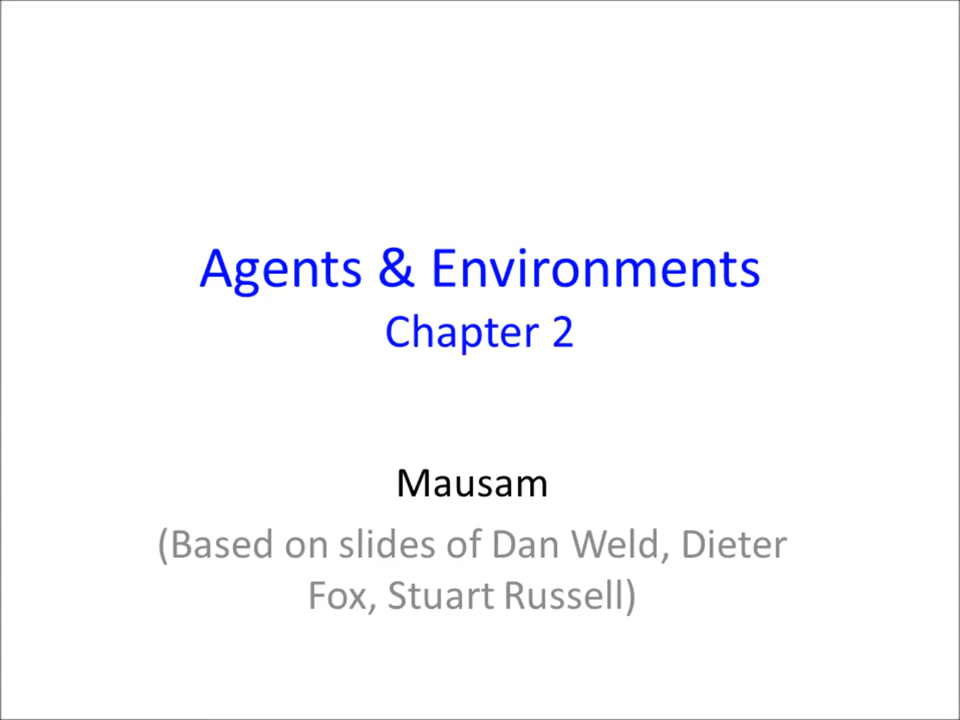 Agents & Environments
Chapter 2
Mausam
(Based on slides of Dan Weld, Dieter
Fox, Stuart Russell)